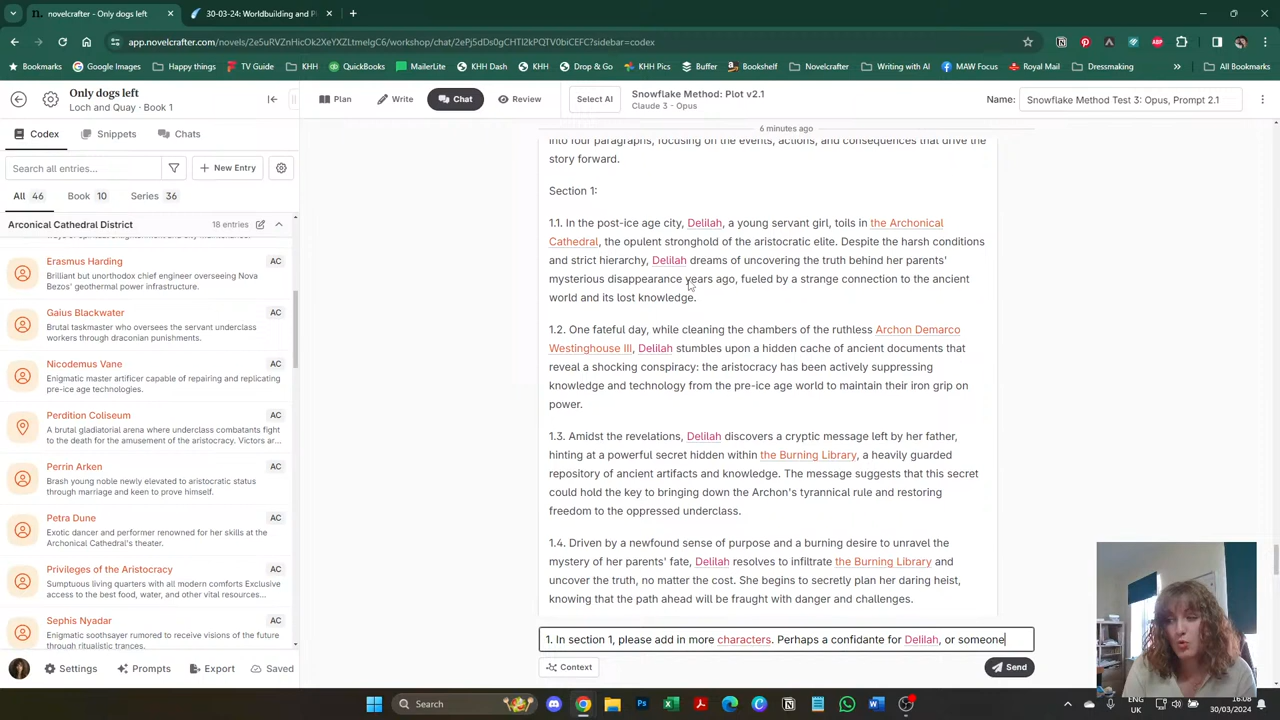 novelcrafter - Only dogs left
30-03-24: Worldbuilding and P
app.novelcrafter.com/novels/2e5uRVZnHicOk2XeYXZLtmelgC6/workshop/chat/2ePj5dDs0gCHTl2kPQTV0biCEFC?sidebar=codex
Bookmarks
Google Images
Happy things
TV Guide
KHH
QuickBooks
MailerLite
KHH
Drop & Go
KHH Pics
Buffer
Bookshelf
Novelcrafter
Writing with AI
MAW Focus
Dressmaking
All Bookmarks
Only dogs left
Loch and Quay - Book 1
Plan
Write
Chat
Review
Select AI
Snowflake Method: Plot v2.1
Claude 3 - Opus
Name:
Snowflake Method Test 3: Opus, Prompt 2.1
Codex
Snippets
Chats
Search all entries...
New Entry
All 46
Book 10
Series 36
Arconical Cathedral District
18 entries
Erasmus Harding
AC
Brilliant but unorthodox chief engineer overseeing Nova
Bezos' geothermal power infrastructure.
Gaius Blackwater
AC
Brutal taskmaster who oversees the servant underclass
workers through draconian punishments.
Nicodemus Vane
AC
Enigmatic master artificer capable of repairing and replicating
pre-ice age technologies.
Perdition Coliseum
AC
A brutal gladiatorial arena where underclass combatants fight
to the death for the amusement of the aristocracy. Victors ar...
Perrin Arken
AC
Brash young noble newly elevated to aristocratic status
through marriage and keen to prove himself.
Petra Dune
AC
Exotic dancer and performer renowned for her skills at the
Archonical Cathedral's theater.
Privileges of the Aristocracy
AC
Sumptuous living quarters with all modern comforts Exclusive
access to the best food, water, and other vital resources...
Sephis Nyadar
AC
Enigmatic soothsayer rumored to receive visions of the future
through ritualistic trances.
Settings
Prompts
Export
Saved
6 minutes ago
into four paragraphs, focusing on the events, actions, and consequences that drive the
story forward.
Section 1:
1.1. In the post-ice age city, Delilah, a young servant girl, toils in the Archonical
Cathedral, the opulent stronghold of the aristocratic elite. Despite the harsh conditions
and strict hierarchy, Delilah dreams of uncovering the truth behind her parents'
mysterious disappearance years ago, fueled by a strange connection to the ancient
world and its lost knowledge.
1.2. One fateful day, while cleaning the chambers of the ruthless Archon Demarco
Westinghouse III, Delilah stumbles upon a hidden cache of ancient documents that
reveal a shocking conspiracy: the aristocracy has been actively suppressing
knowledge and technology from the pre-ice age world to maintain their iron grip on
power.
1.3. Amidst the revelations, Delilah discovers a cryptic message left by her father,
hinting at a powerful secret hidden within the Burning Library, a heavily guarded
repository of ancient artifacts and knowledge. The message suggests that this secret
could hold the key to bringing down the Archon's tyrannical rule and restoring
freedom to the oppressed underclass.
1.4. Driven by a newfound sense of purpose and a burning desire to unravel the
mystery of her parents' fate, Delilah resolves to infiltrate the Burning Library and
uncover the truth, no matter the cost. She begins to secretly plan her daring heist,
knowing that the path ahead will be fraught with danger and challenges.
1. In section 1, please add in more characters. Perhaps a confidante for Delilah, or someone
Context
Send
Search
ENG
UK
16:08
30/03/2024